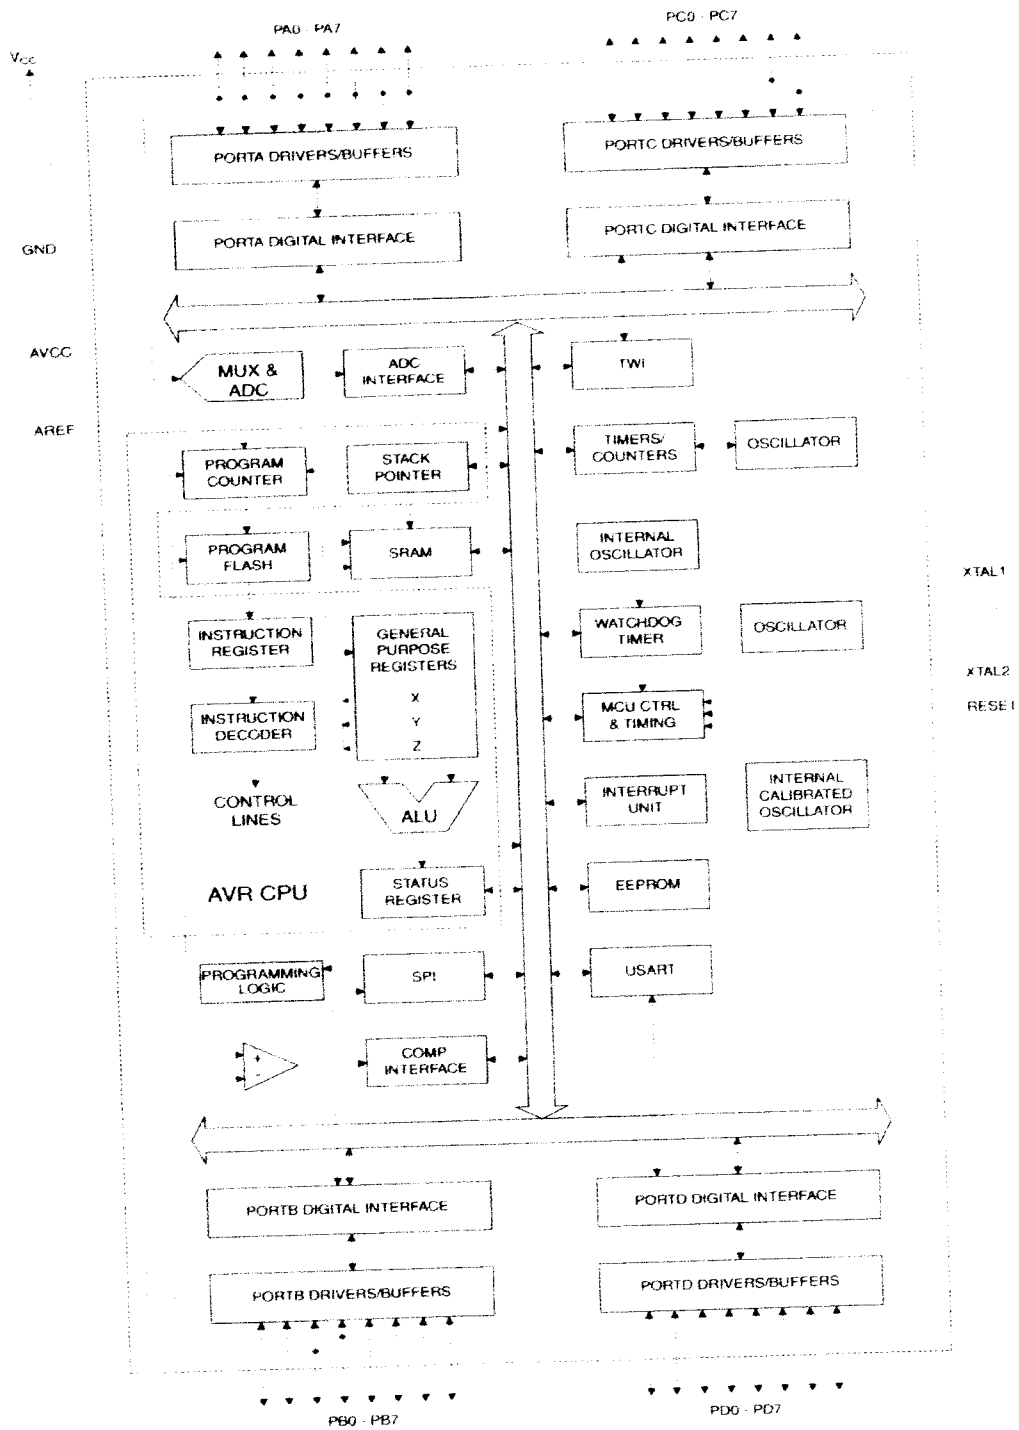 PA0 - PA7
PC0 - PC7
VCC
PORTA DRIVERS/BUFFERS
PORTC DRIVERS/BUFFERS
PORTA DIGITAL INTERFACE
PORTC DIGITAL INTERFACE
GND
AVCC
MUX &
ADC
ADC
INTERFACE
TWI
AREF
PROGRAM
COUNTER
STACK
POINTER
TIMERS/
COUNTERS
OSCILLATOR
PROGRAM
FLASH
SRAM
INTERNAL
OSCILLATOR
XTAL1
INSTRUCTION
REGISTER
GENERAL
PURPOSE
REGISTERS
X
Y
Z
WATCHDOG
TIMER
OSCILLATOR
XTAL2
RESET
INSTRUCTION
DECODER
MCU CTRL
& TIMING
CONTROL
LINES
ALU
INTERRUPT
UNIT
INTERNAL
CALIBRATED
OSCILLATOR
AVR CPU
STATUS
REGISTER
EEPROM
PROGRAMMING
LOGIC
SPI
USART
+
-
COMP
INTERFACE
PORTB DIGITAL INTERFACE
PORTD DIGITAL INTERFACE
PORTB DRIVERS/BUFFERS
PORTD DRIVERS/BUFFERS
PB0 - PB7
PD0 - PD7